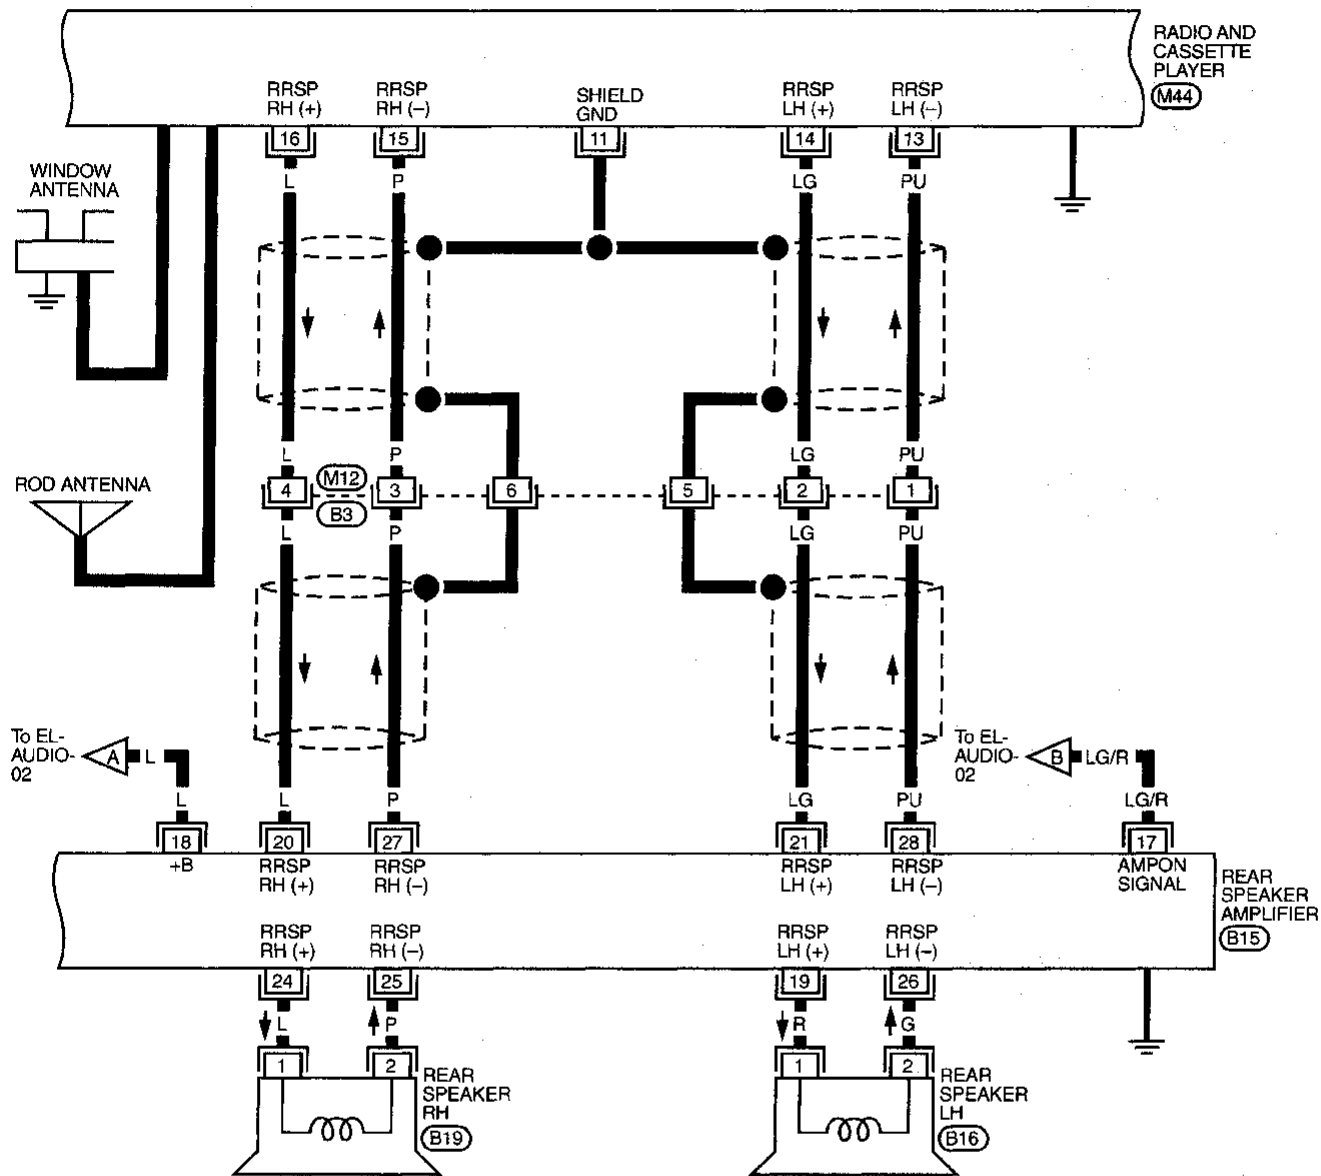 RADIO AND
CASSETTE
PLAYER
M44
RRSP
RH (+)
RRSP
RH (–)
SHIELD
GND
RRSP
LH (+)
RRSP
LH (–)
16
15
11
14
13
L
P
LG
PU
WINDOW
ANTENNA
L
P
LG
PU
ROD ANTENNA
4
M12
B3
3
6
5
2
1
L
P
LG
PU
To EL-
AUDIO-
02
A
L
L
L
P
LG
PU
To EL-
AUDIO-
02
B
LG/R
LG/R
18
20
27
21
28
17
+B
RRSP
RH (+)
RRSP
RH (–)
RRSP
LH (+)
RRSP
LH (–)
AMPON
SIGNAL
REAR
SPEAKER
AMPLIFIER
B15
RRSP
RH (+)
RRSP
RH (–)
RRSP
LH (+)
RRSP
LH (–)
24
25
19
26
L
P
R
G
1
2
1
2
REAR
SPEAKER
RH
B19
REAR
SPEAKER
LH
B16